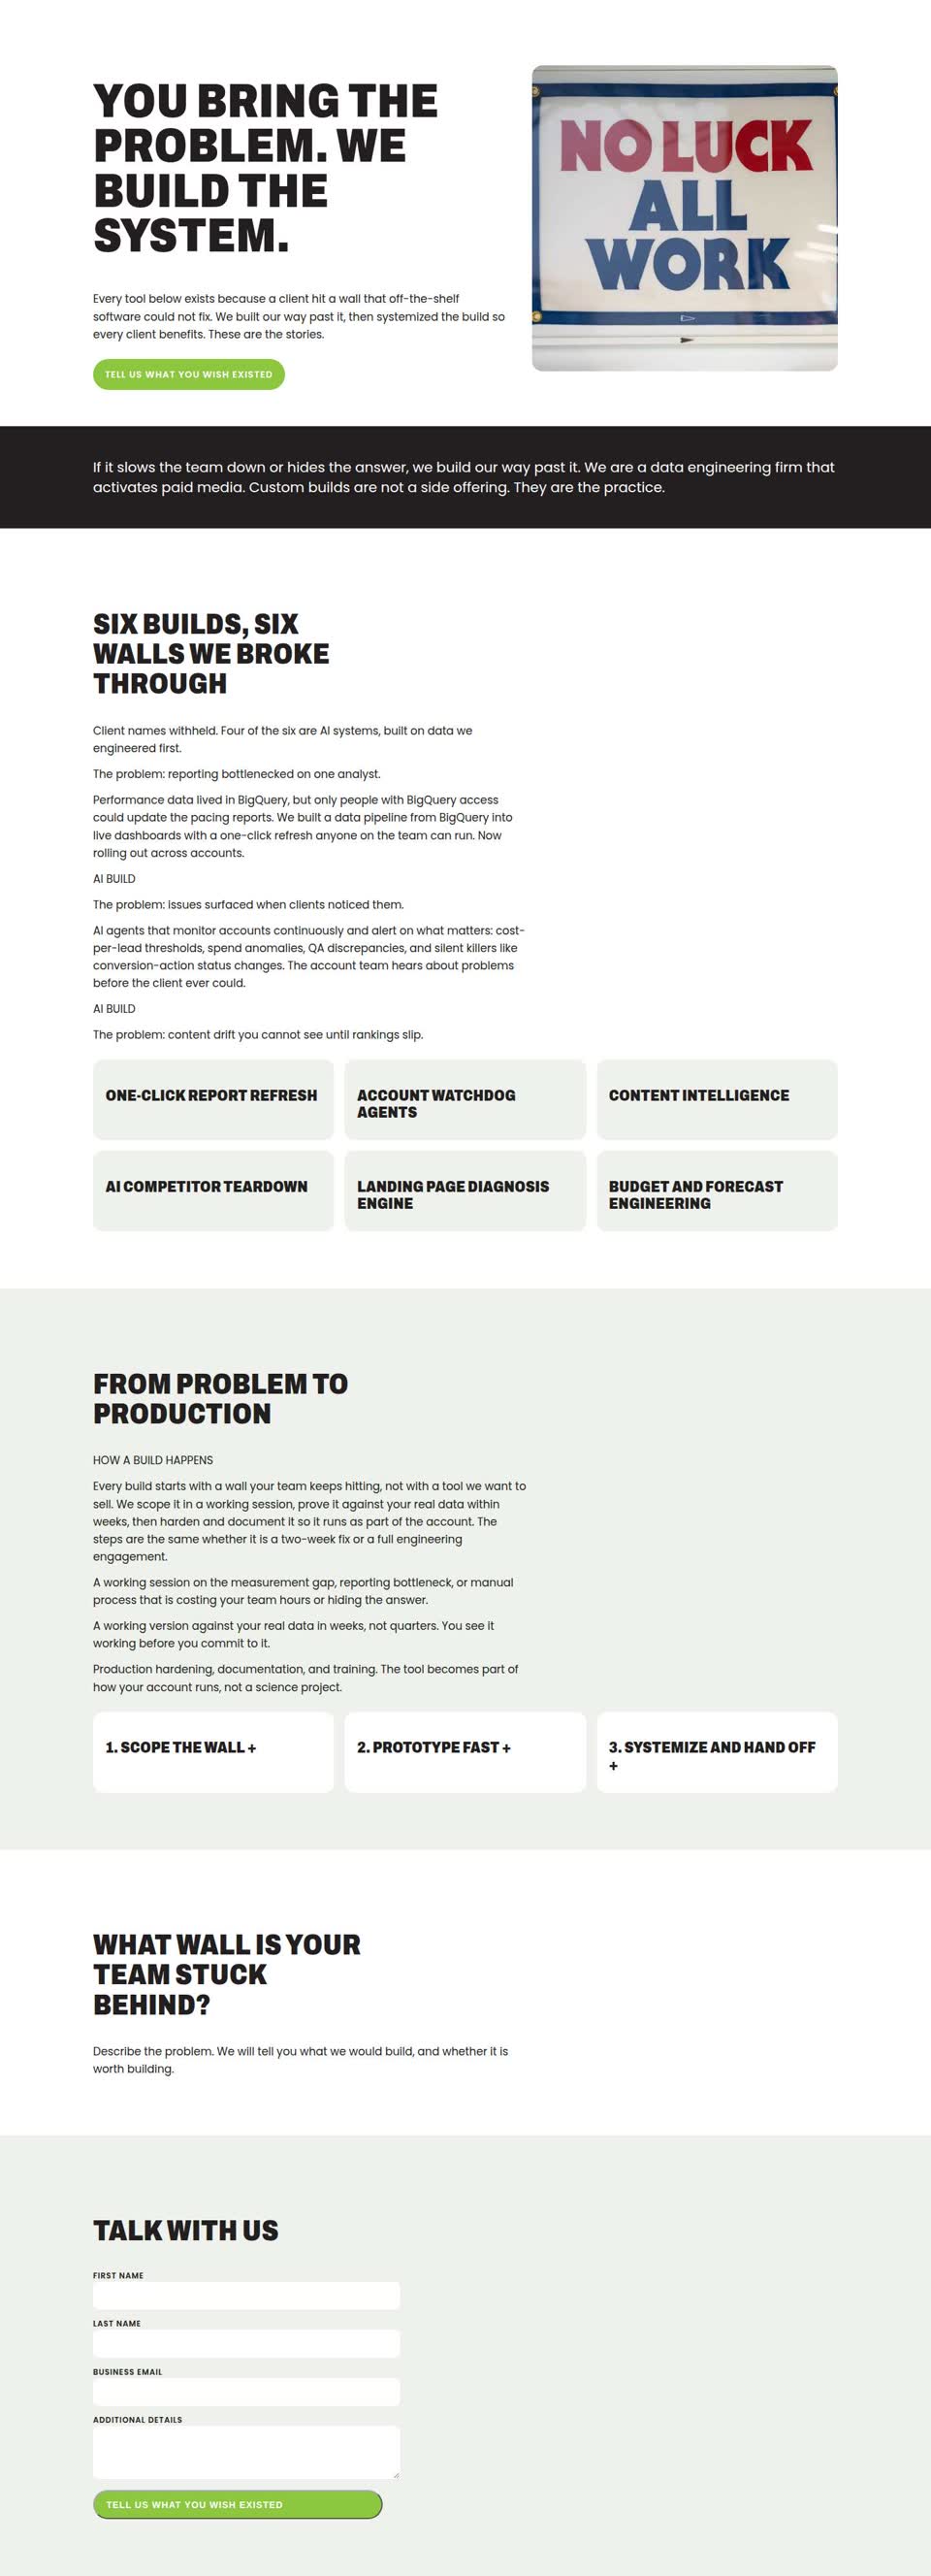 YOU BRING THE
PROBLEM. WE
BUILD THE
SYSTEM.
Every tool below exists because a client hit a wall that off-the-shelf
software could not fix. We built our way past it, then systemized the build so
every client benefits. These are the stories.
TELL US WHAT YOU WISH EXISTED
NO LUCK
ALL
WORK
If it slows the team down or hides the answer, we build our way past it. We are a data engineering firm that
activates paid media. Custom builds are not a side offering. They are the practice.
SIX BUILDS, SIX
WALLS WE BROKE
THROUGH
Client names withheld. Four of the six are AI systems, built on data we
engineered first.
The problem: reporting bottlenecked on one analyst.
Performance data lived in BigQuery, but only people with BigQuery access
could update the pacing reports. We built a data pipeline from BigQuery into
live dashboards with a one-click refresh anyone on the team can run. Now
rolling out across accounts.
AI BUILD
The problem: issues surfaced when clients noticed them.
AI agents that monitor accounts continuously and alert on what matters: cost-
per-lead thresholds, spend anomalies, QA discrepancies, and silent killers like
conversion-action status changes. The account team hears about problems
before the client ever could.
AI BUILD
The problem: content drift you cannot see until rankings slip.
ONE-CLICK REPORT REFRESH
ACCOUNT WATCHDOG
AGENTS
CONTENT INTELLIGENCE
AI COMPETITOR TEARDOWN
LANDING PAGE DIAGNOSIS
ENGINE
BUDGET AND FORECAST
ENGINEERING
FROM PROBLEM TO
PRODUCTION
HOW A BUILD HAPPENS
Every build starts with a wall your team keeps hitting, not with a tool we want to
sell. We scope it in a working session, prove it against your real data within
weeks, then harden and document it so it runs as part of the account. The
steps are the same whether it is a two-week fix or a full engineering
engagement.
A working session on the measurement gap, reporting bottleneck, or manual
process that is costing your team hours or hiding the answer.
A working version against your real data in weeks, not quarters. You see it
working before you commit to it.
Production hardening, documentation, and training. The tool becomes part of
how your account runs, not a science project.
1. SCOPE THE WALL +
2. PROTOTYPE FAST +
3. SYSTEMIZE AND HAND OFF
+
WHAT WALL IS YOUR
TEAM STUCK
BEHIND?
Describe the problem. We will tell you what we would build, and whether it is
worth building.
TALK WITH US
FIRST NAME
LAST NAME
BUSINESS EMAIL
ADDITIONAL DETAILS
TELL US WHAT YOU WISH EXISTED